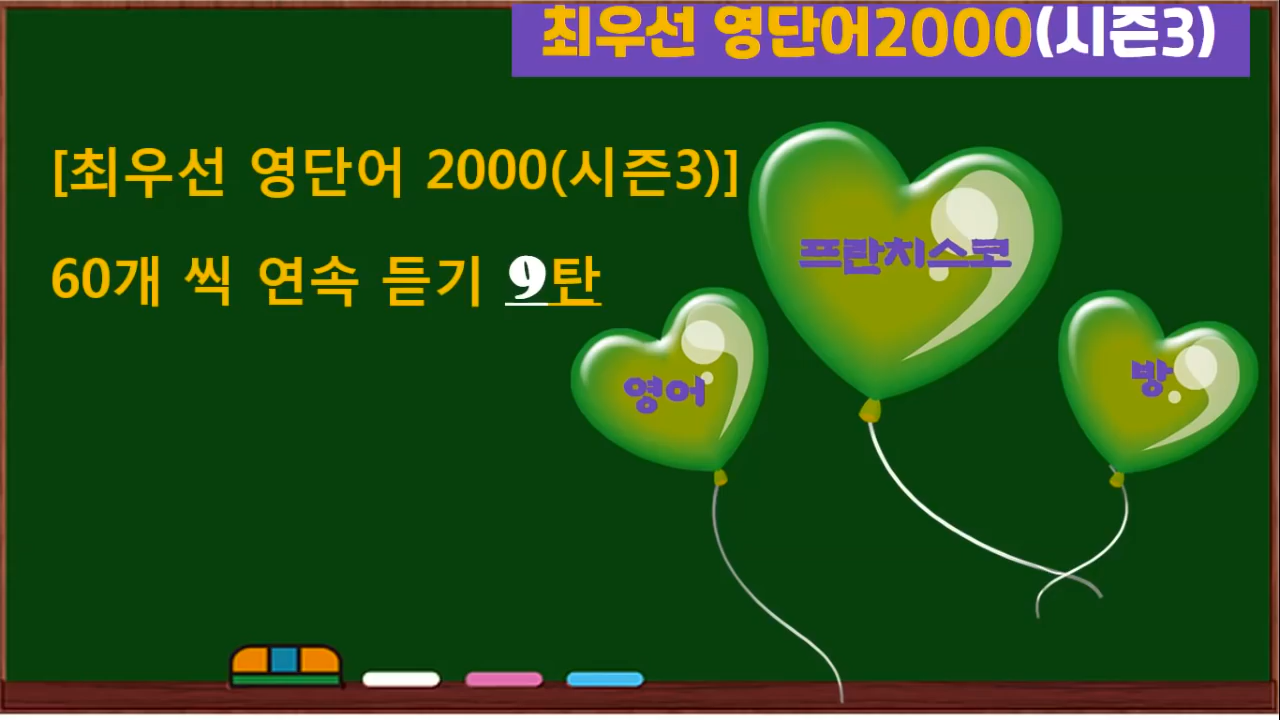 최우선 영단어2000(시즌3)
[최우선 영단어 2000(시즌3)]
60개 씩 연속 듣기 9탄
프란치스코
영어
방